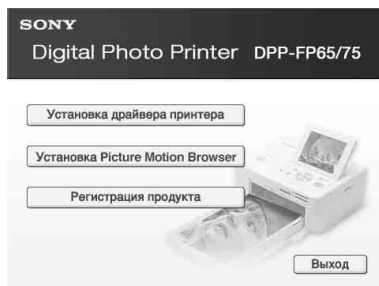 SONY
Digital Photo Printer DPP-FP65/75
Установка драйвера принтера
Установка Picture Motion Browser
Регистрация продукта
Выход